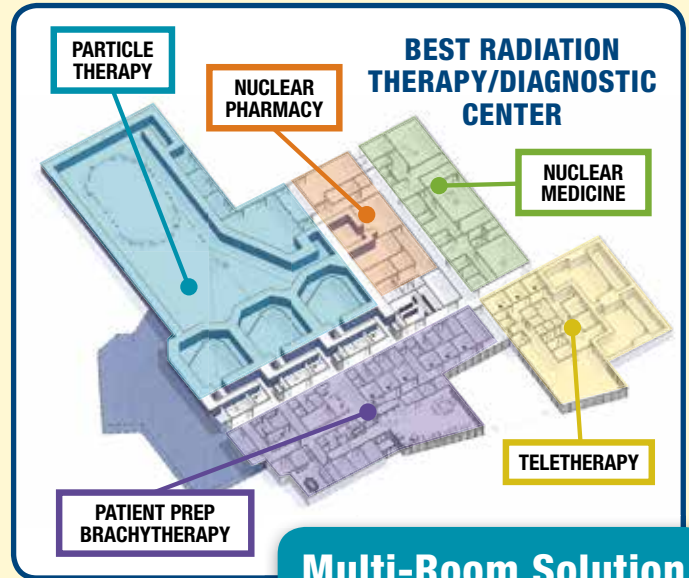 PARTICLE
THERAPY
NUCLEAR
PHARMACY
BEST RADIATION
THERAPY/DIAGNOSTIC
CENTER
NUCLEAR
MEDICINE
TELETHERAPY
PATIENT PREP
BRACHYTHERAPY
Multi-Room Solution